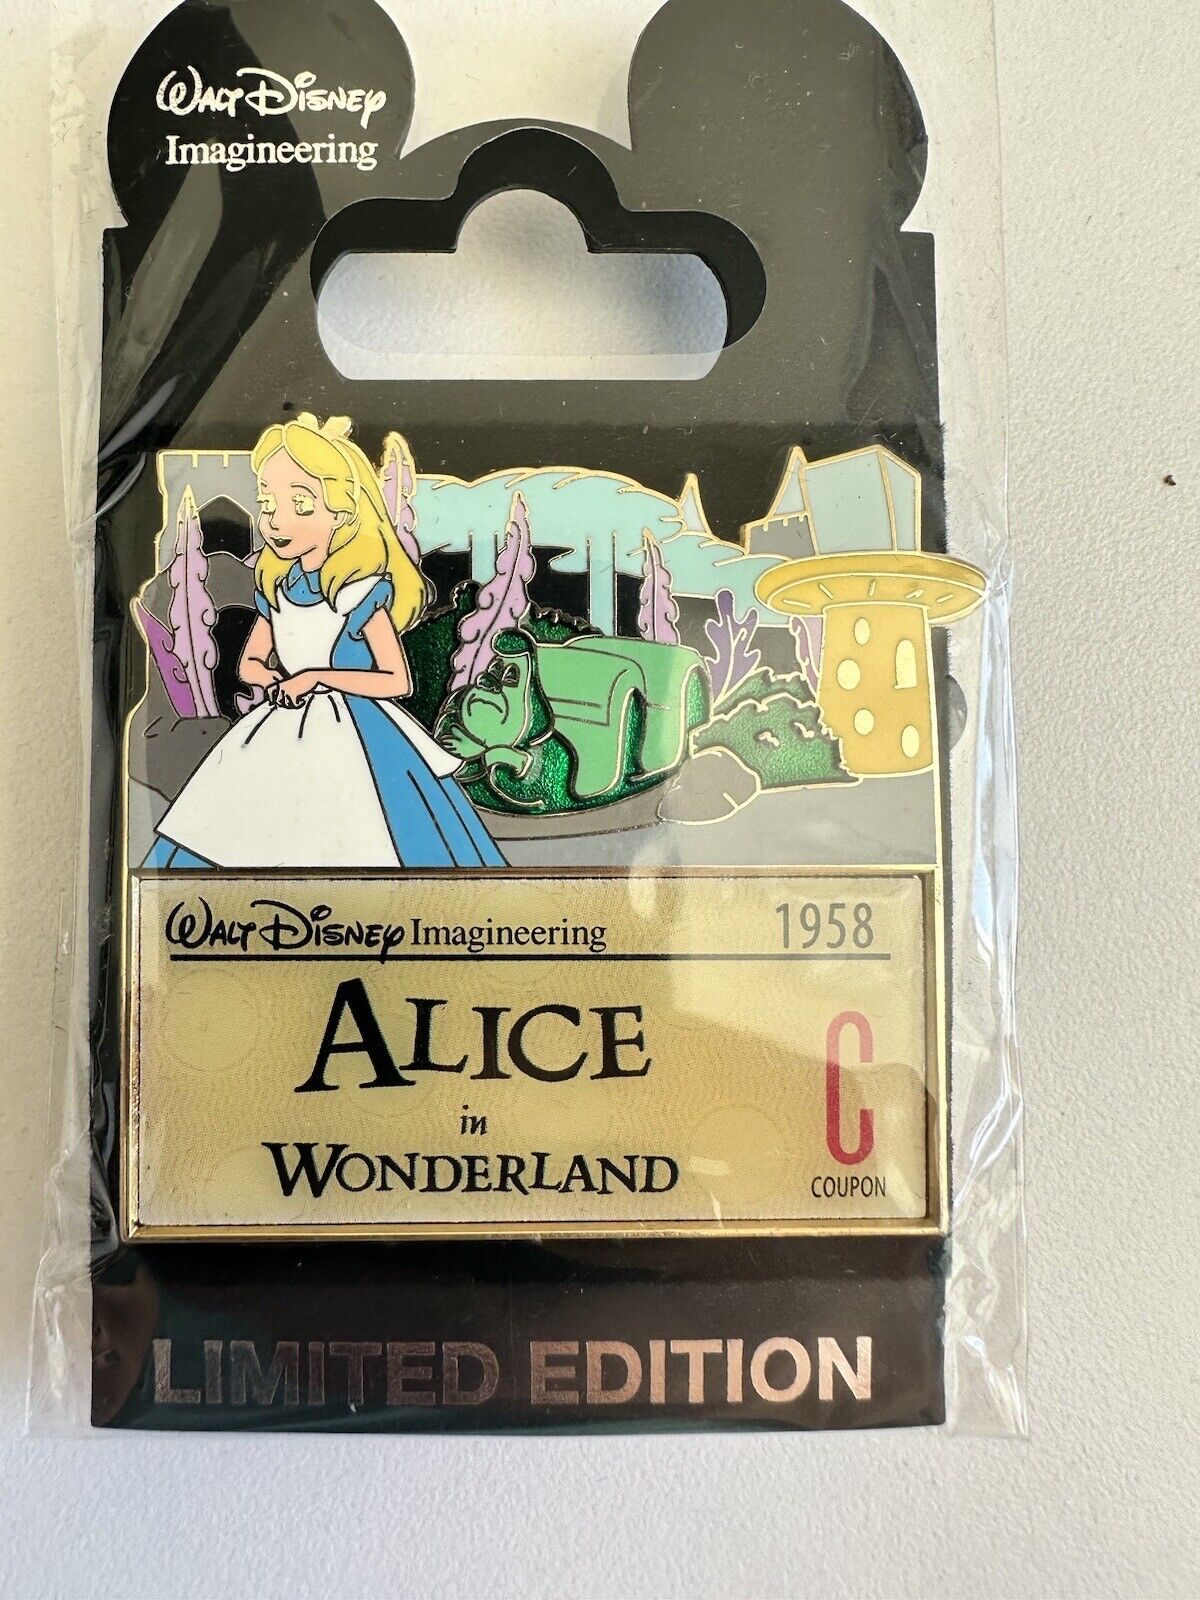 Walt Disney
Imagineering
Walt Disney Imagineering 1958
ALICE
in
WONDERLAND
C
COUPON
LIMITED EDITION